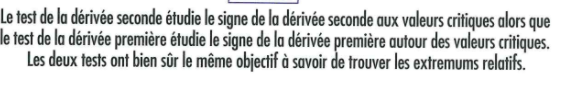 Le test de la dérivée seconde étudie le signe de la dérivée seconde aux valeurs critiques alors que
le test de la dérivée première étudie le signe de la dérivée première autour des valeurs critiques.
Les deux tests ont bien sûr le même objectif à savoir de trouver les extremums relatifs.